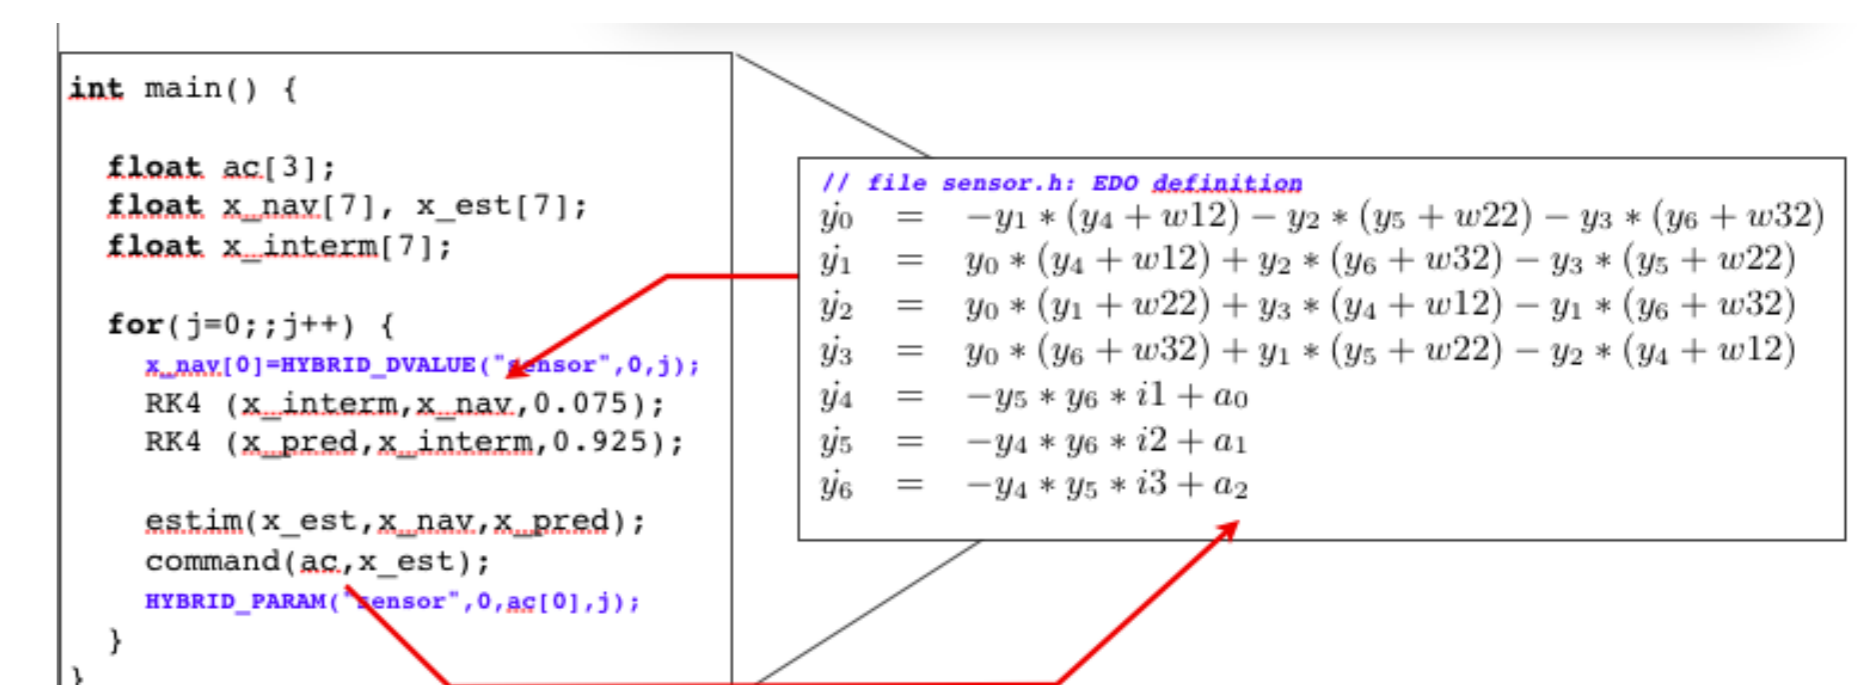 int main() {
float ac[3];
float x_nav[7], x_est[7];
float x_interm[7];
for(j=0;;j++) {
x_nav[0]=HYBRID_DVALUE("sensor",0,j);
RK4 (x_interm,x_nav,0.075);
RK4 (x_pred,x_interm,0.925);
estim(x_est,x_nav,x_pred);
command(ac,x_est);
HYBRID_PARAM("sensor",0,ac[0],j);
}
}
// file sensor.h: EDO definition
ẏ₀ = −y₁ * (y₄ + w12) − y₂ * (y₅ + w22) − y₃ * (y₆ + w32)
ẏ₁ = y₀ * (y₄ + w12) + y₂ * (y₆ + w32) − y₃ * (y₅ + w22)
ẏ₂ = y₀ * (y₁ + w22) + y₃ * (y₄ + w12) − y₁ * (y₆ + w32)
ẏ₃ = y₀ * (y₆ + w32) + y₁ * (y₅ + w22) − y₂ * (y₄ + w12)
ẏ₄ = −y₅ * y₆ * i1 + a₀
ẏ₅ = −y₄ * y₆ * i2 + a₁
ẏ₆ = −y₄ * y₅ * i3 + a₂